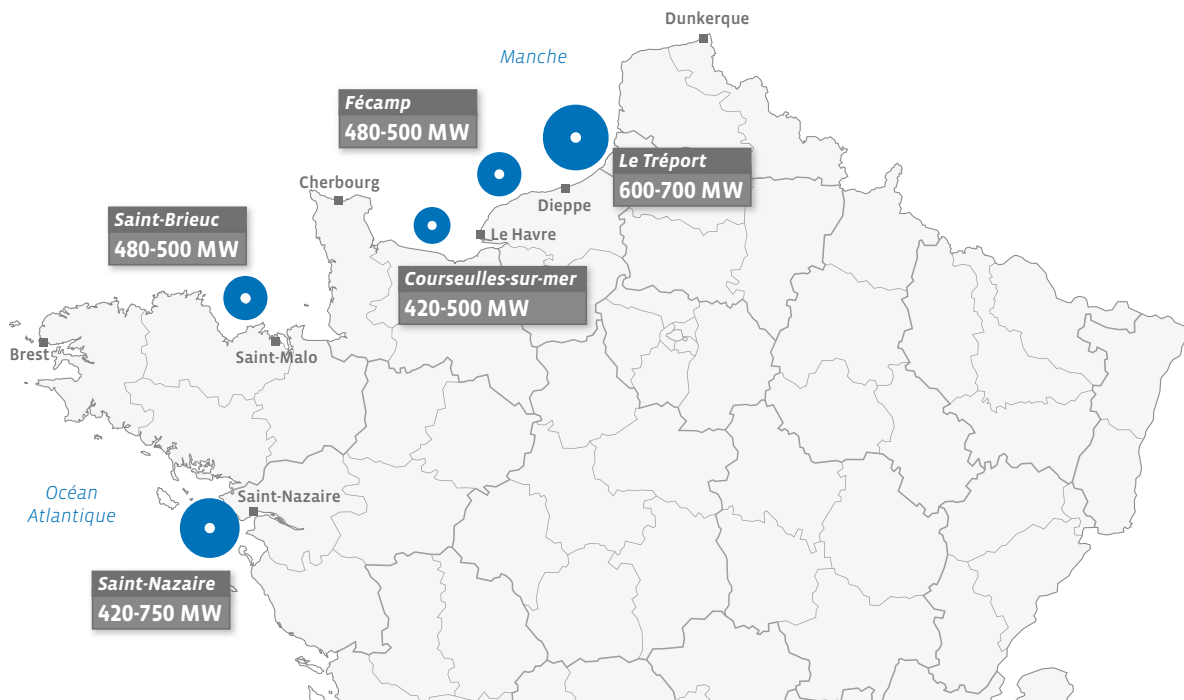 Dunkerque
Manche
Fécamp
480-500 MW
Le Tréport
600-700 MW
Cherbourg
Dieppe
Saint-Brieuc
480-500 MW
Le Havre
Courseulles-sur-mer
420-500 MW
Brest
Saint-Malo
Océan
Atlantique
Saint-Nazaire
Saint-Nazaire
420-750 MW